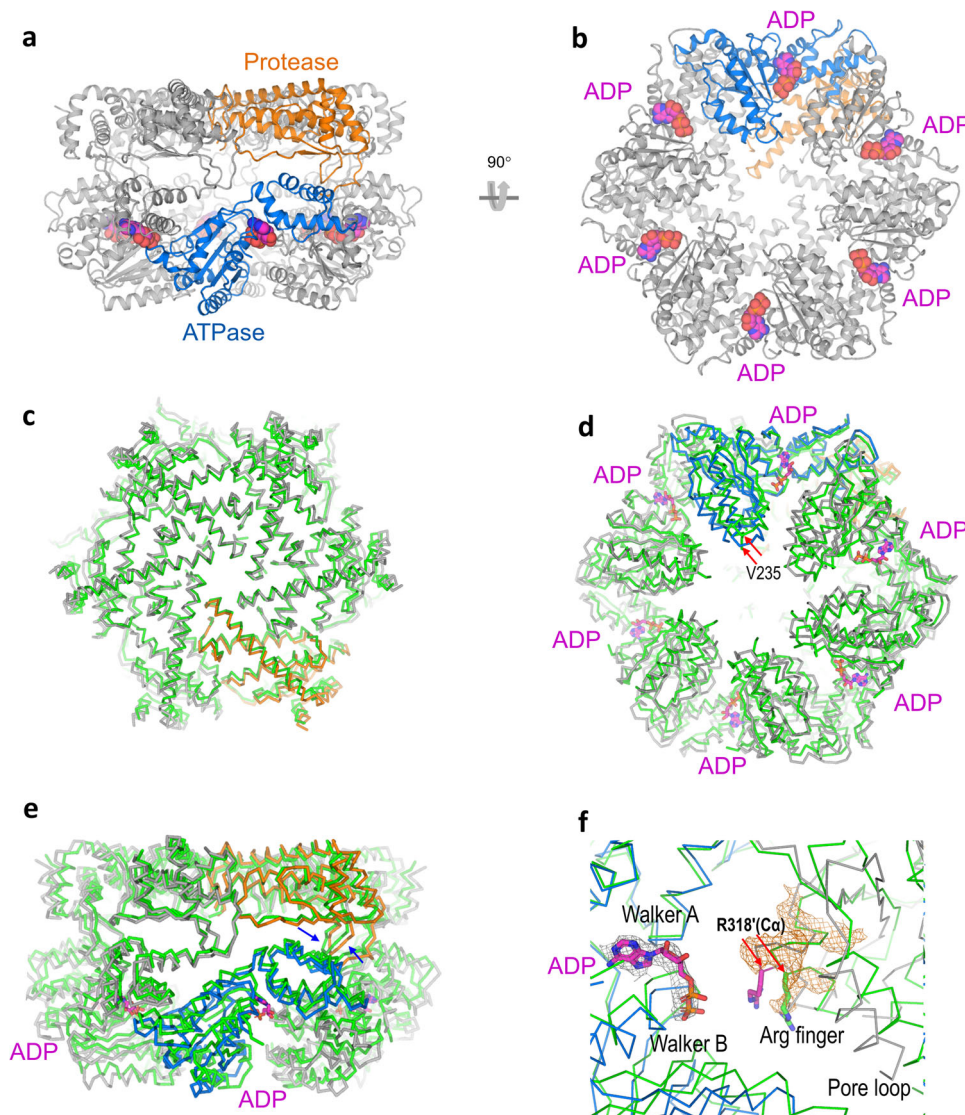 a
Protease
ATPase
90°
b
ADP
ADP
ADP
ADP
ADP
ADP
c
d
ADP
ADP
ADP
V235
ADP
ADP
ADP
e
ADP
ADP
f
Walker A
R318'(Cα)
ADP
Walker B
Arg finger
Pore loop